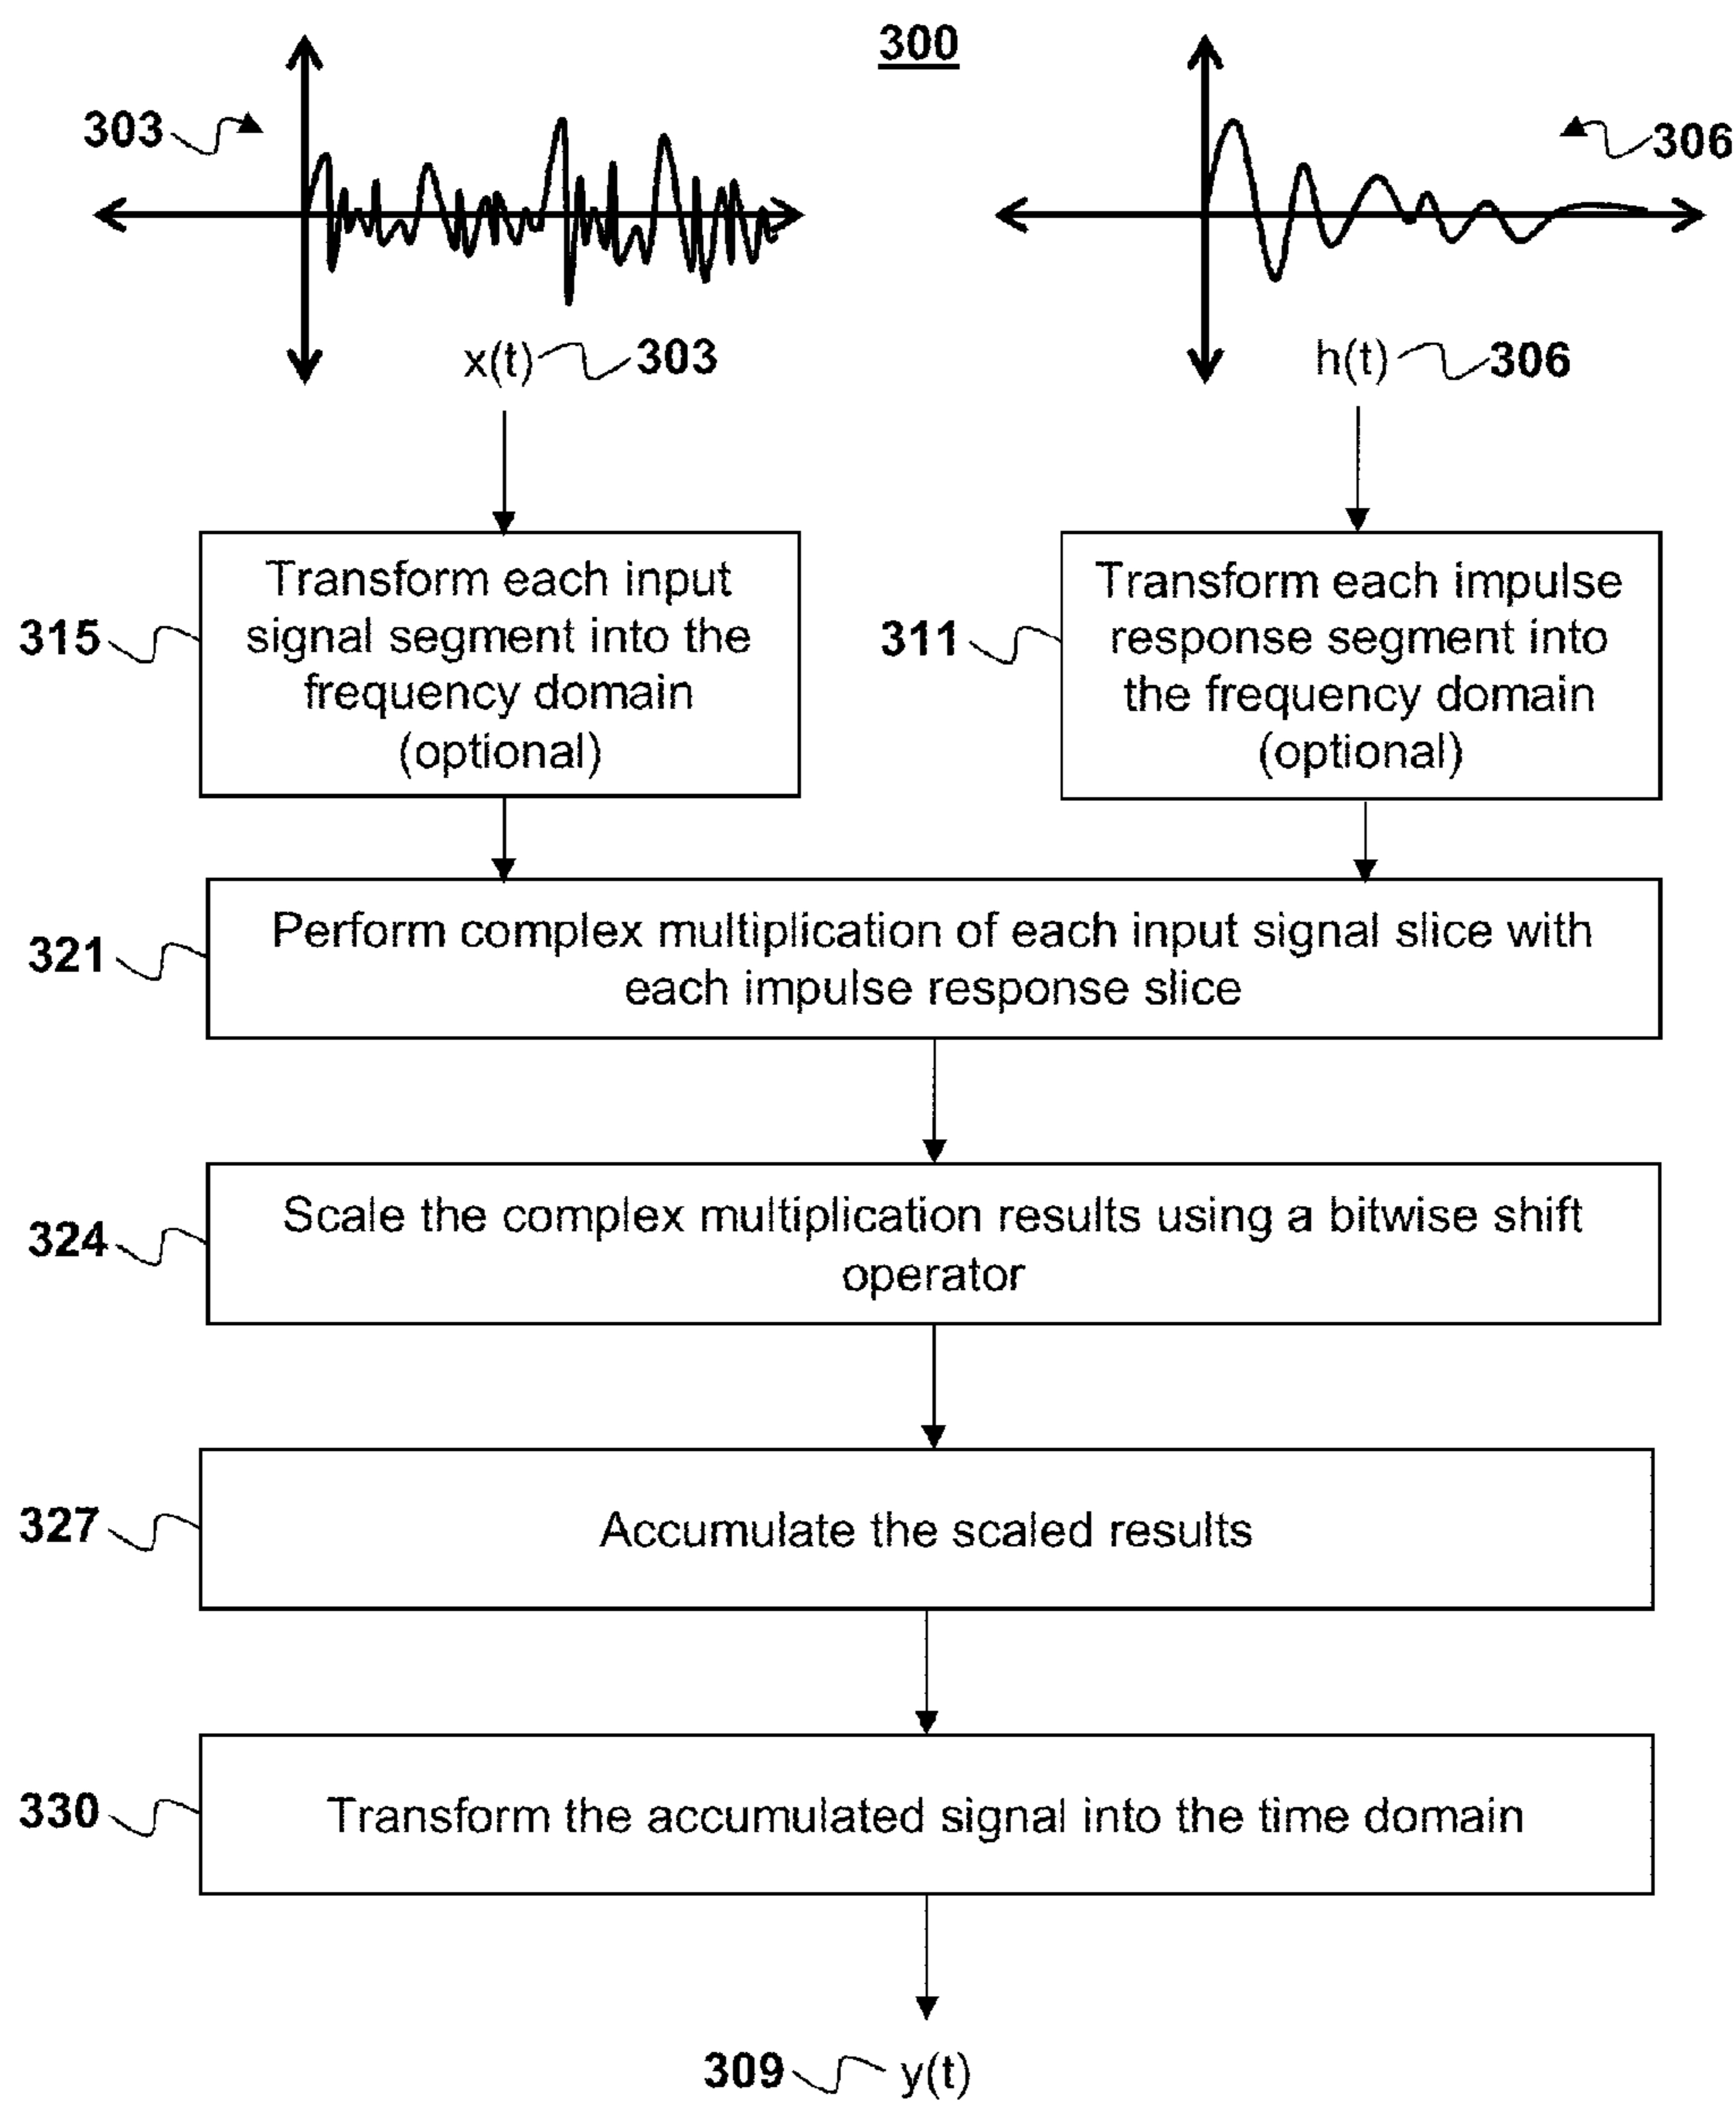 300
303
306
x(t)
303
h(t)
306
315
Transform each input
signal segment into the
frequency domain
(optional)
311
Transform each impulse
response segment into
the frequency domain
(optional)
321
Perform complex multiplication of each input signal slice with
each impulse response slice
324
Scale the complex multiplication results using a bitwise shift
operator
327
Accumulate the scaled results
330
Transform the accumulated signal into the time domain
309
y(t)